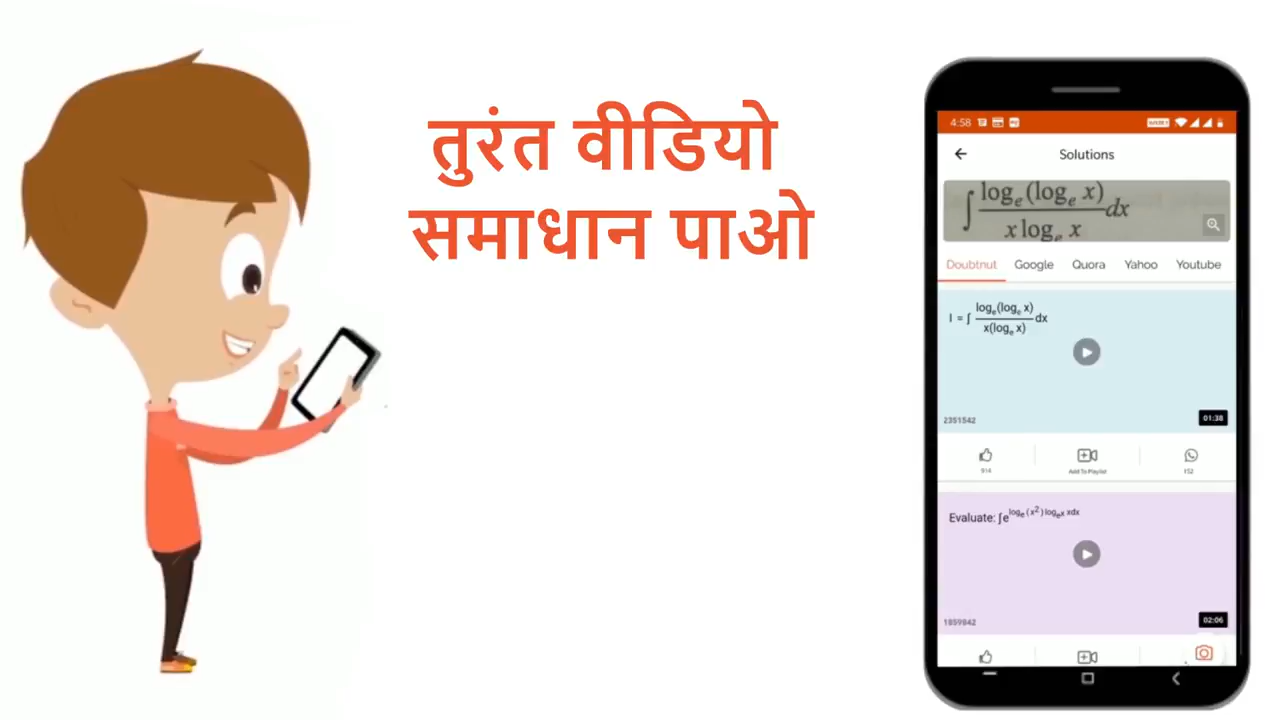 तुरंत वीडियो
समाधान पाओ
4:58
Solutions
∫ logₑ(logₑ x) / x logₑ x dx
Doubtnut Google Quora Yahoo Youtube
I = ∫ logₑ(logₑ x) / x(logₑ x) dx
2351542
01:38
914
Add To Playlist
152
Evaluate: ∫e^logₑ(x²) logₑx xdx
1859842
02:06